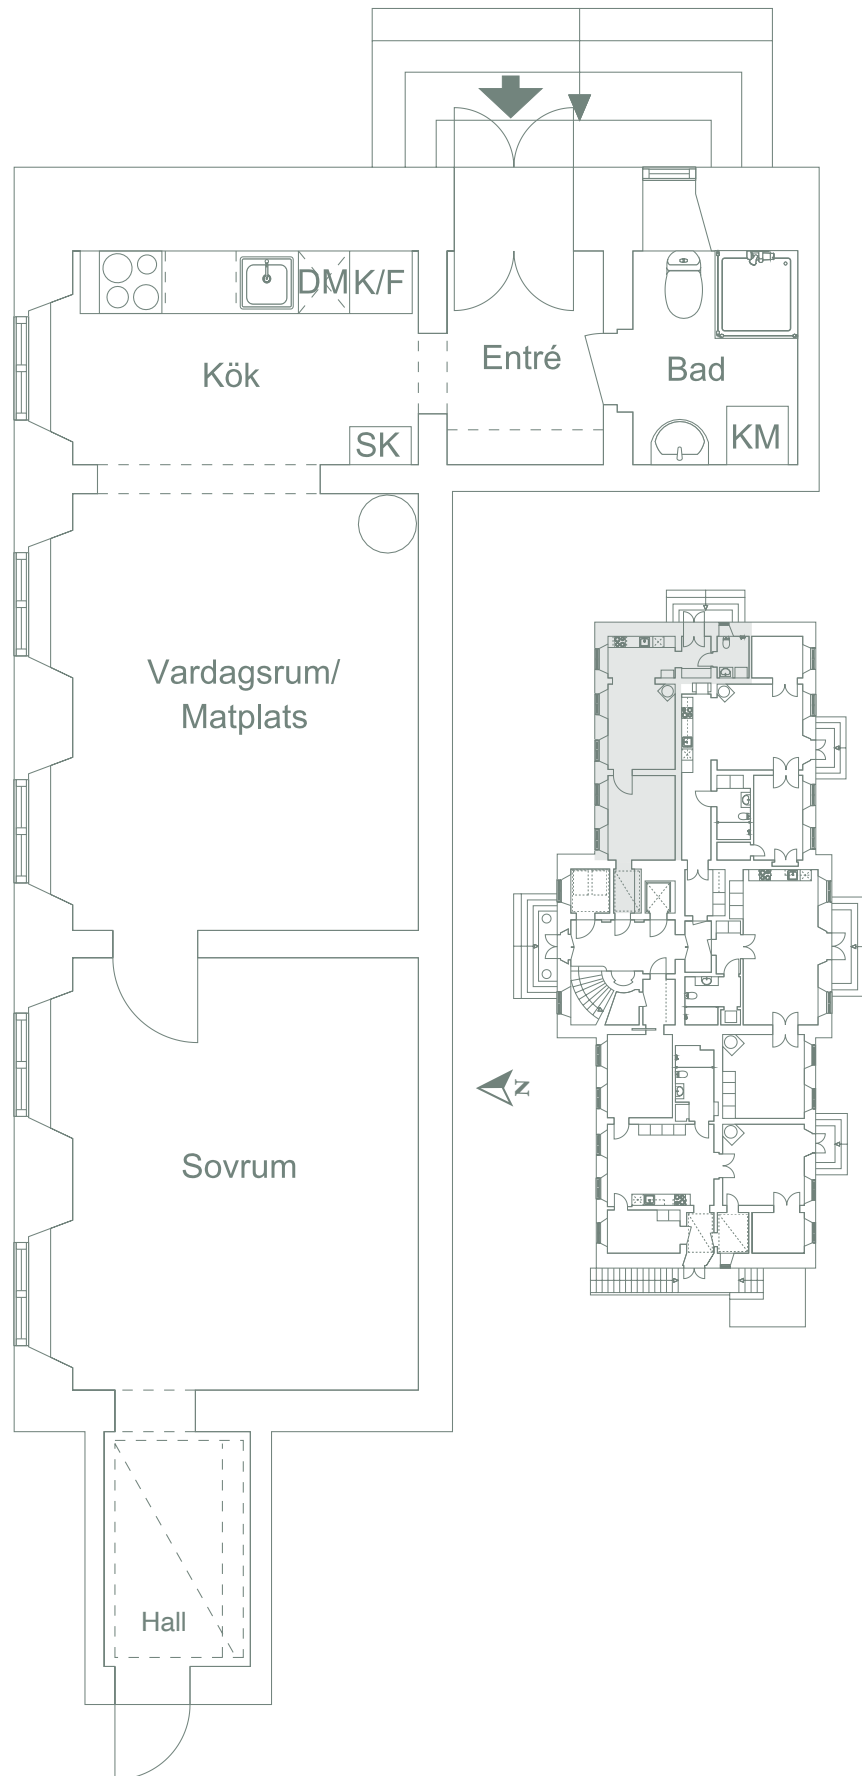 DM K/F
Kök
Entré
Bad
SK
KM
Vardagsrum/
Matplats
N
Sovrum
Hall